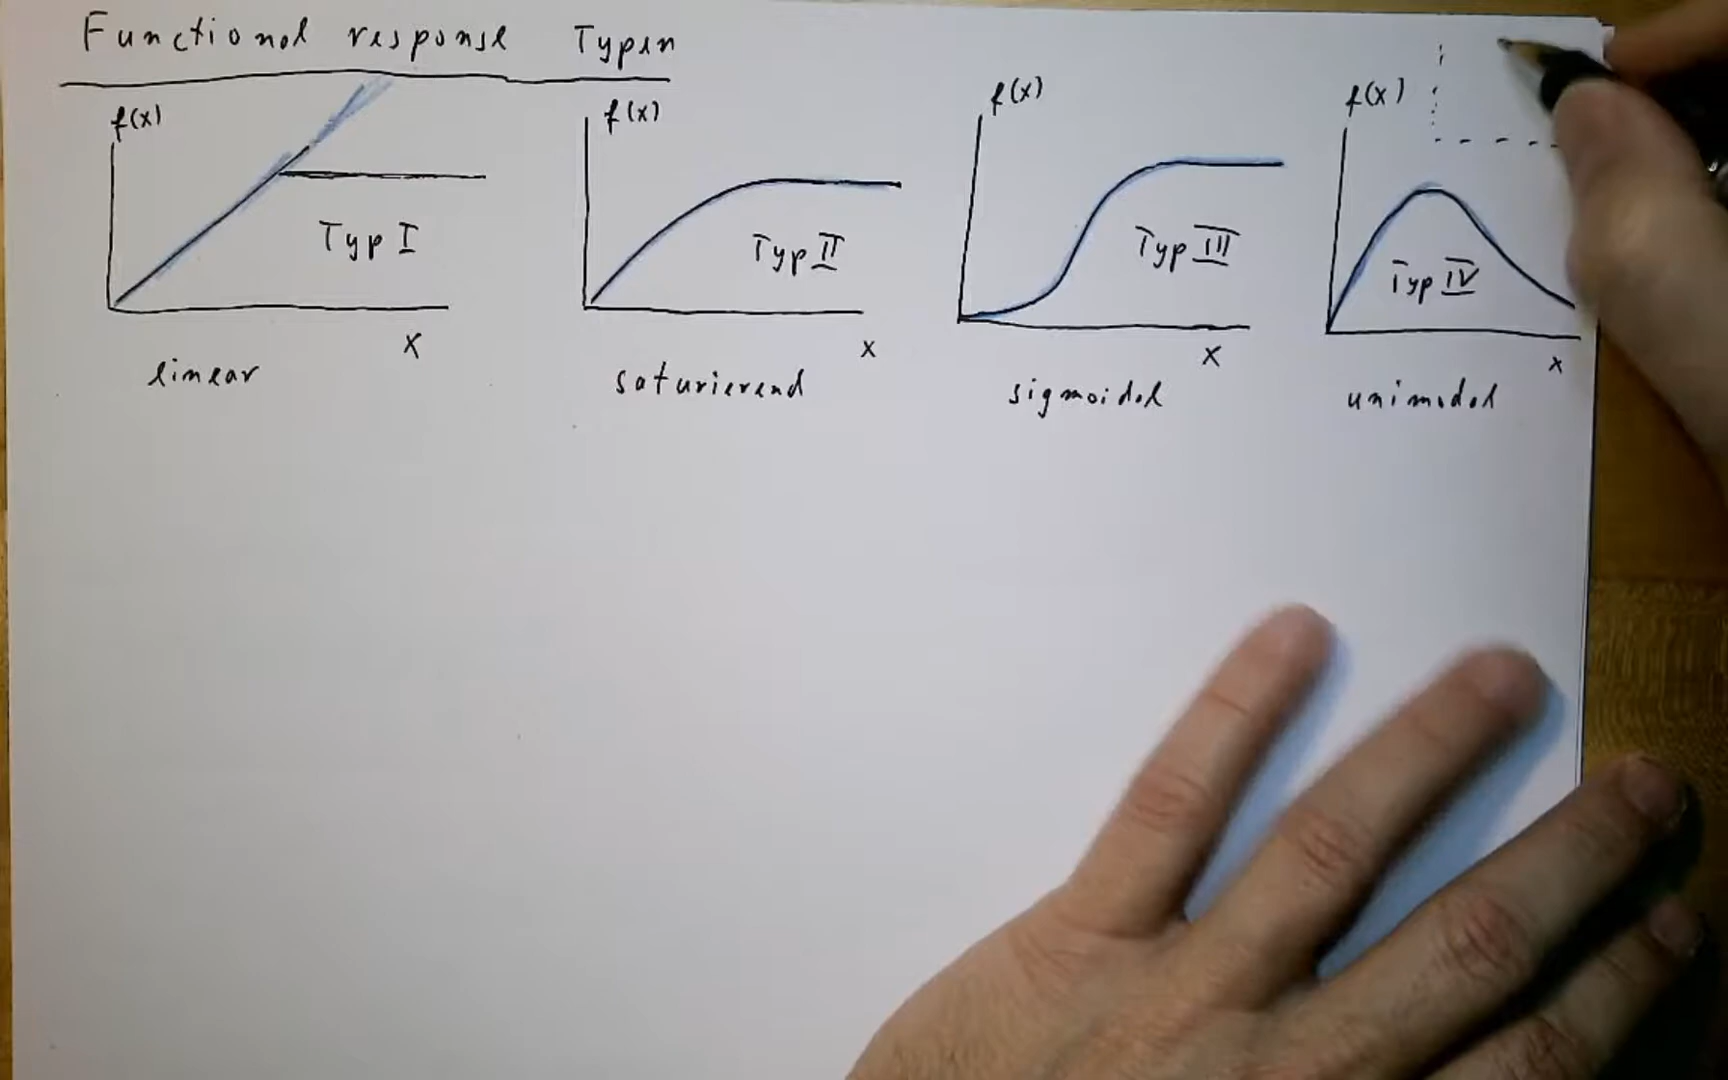 Functional response Typen
f(x)
f(x)
f(x)
f(x)
Typ I
Typ II
Typ III
Typ IV
x
x
x
x
linear
saturierend
sigmoidal
unimodal